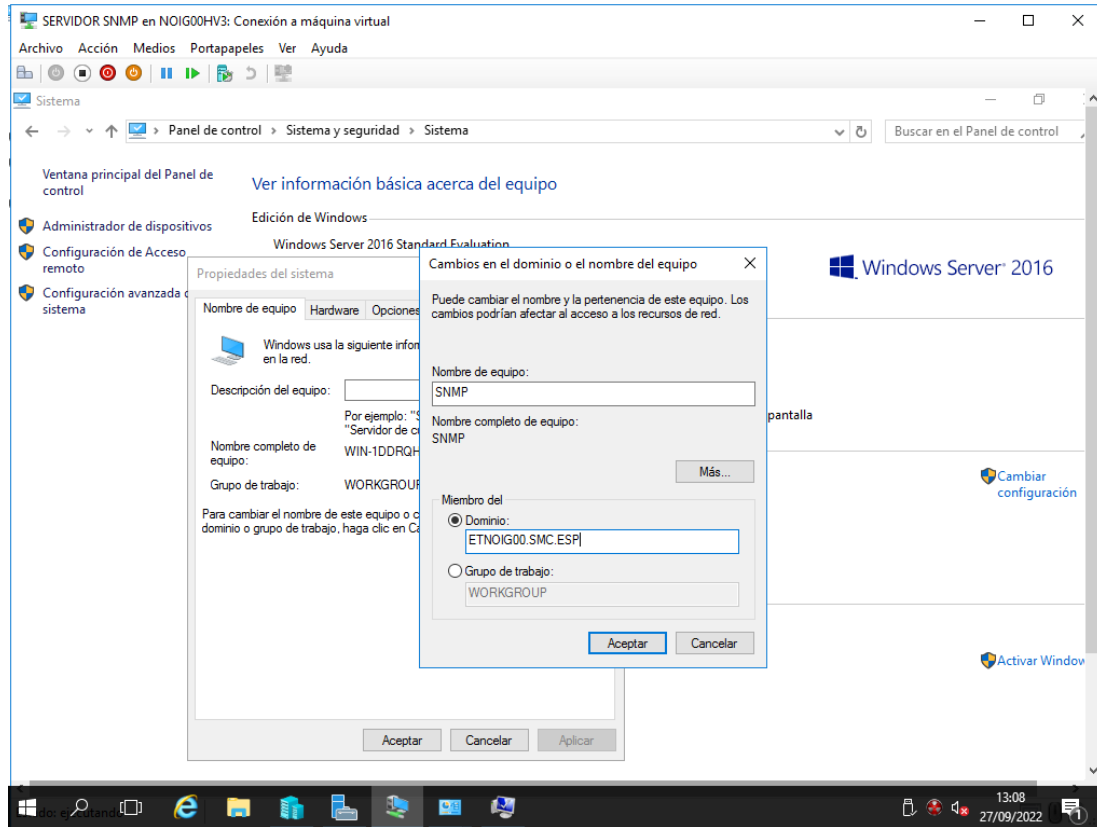 SERVIDOR SNMP en NOIG00HV3: Conexión a máquina virtual
Archivo Acción Medios Portapapeles Ver Ayuda
Sistema
Panel de control > Sistema y seguridad > Sistema
Buscar en el Panel de control
Ventana principal del Panel de
control
Administrador de dispositivos
Configuración de Acceso
remoto
Configuración avanzada
sistema
Ver información básica acerca del equipo
Edición de Windows
Windows Server 2016 Standard Evaluation
Windows Server® 2016
pantalla
Cambiar
configuración
Activar Window
Propiedades del sistema
Nombre de equipo Hardware Opciones
Windows usa la siguiente infor
en la red.
Descripción del equipo:
Por ejemplo: "S
"Servidor de c
Nombre completo de
equipo:
WIN-1DDRQH
Grupo de trabajo: WORKGROUP
Para cambiar el nombre de este equipo o c
dominio o grupo de trabajo, haga clic en Ca
Aceptar Cancelar Aplicar
Cambios en el dominio o el nombre del equipo
Puede cambiar el nombre y la pertenencia de este equipo. Los
cambios podrían afectar al acceso a los recursos de red.
Nombre de equipo:
SNMP
Nombre completo de equipo:
SNMP
Más...
Miembro del
Dominio:
ETNOIG00.SMC.ESP
Grupo de trabajo:
WORKGROUP
Aceptar Cancelar
13:08
27/09/2022
1